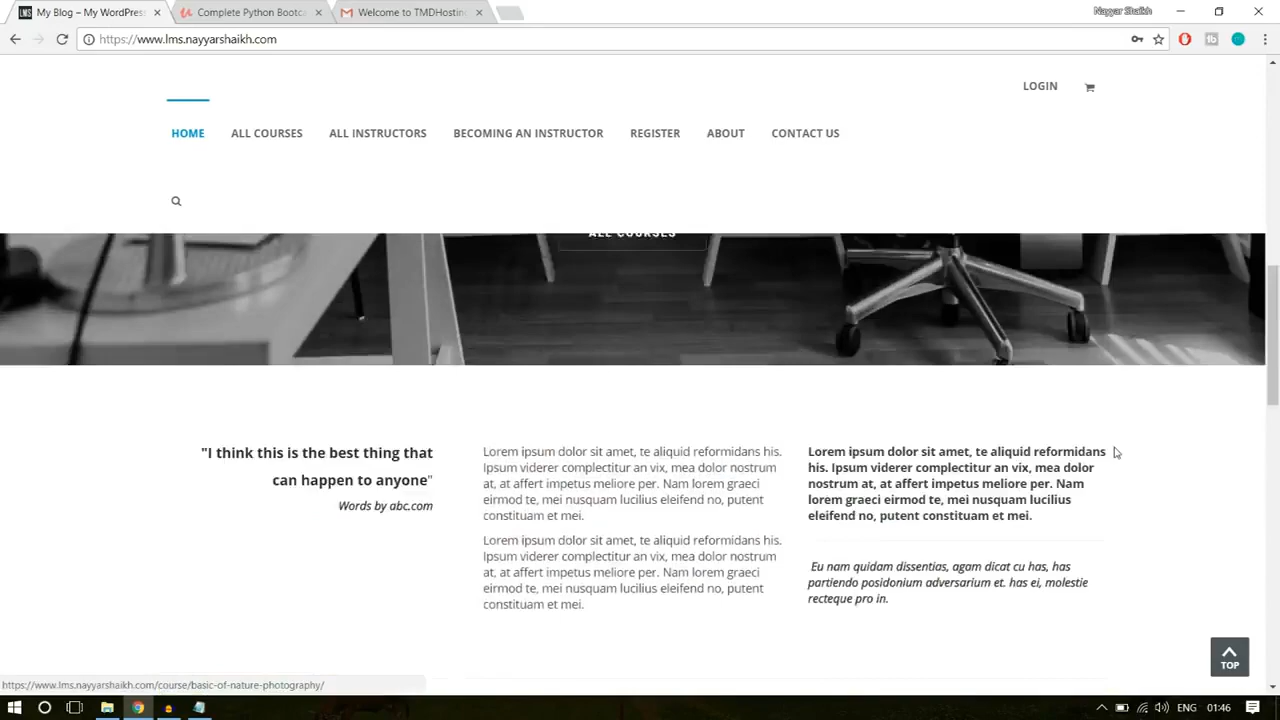 LMS My Blog – My WordPress
Complete Python Bootca
Welcome to TMDHosting
Nayyar Shaikh
https://www.lms.nayyarshaikh.com
LOGIN
HOME ALL COURSES ALL INSTRUCTORS BECOMING AN INSTRUCTOR REGISTER ABOUT CONTACT US
ALL COURSES
"I think this is the best thing that
can happen to anyone"
Words by abc.com
Lorem ipsum dolor sit amet, te aliquid reformidans his.
Ipsum viderer complectitur an vix, mea dolor nostrum
at, at affert impetus meliore per. Nam lorem graeci
eirmod te, mei nusquam lucilius eleifend no, putent
constituam et mei.
Lorem ipsum dolor sit amet, te aliquid reformidans his.
Ipsum viderer complectitur an vix, mea dolor nostrum
at, at affert impetus meliore per. Nam lorem graeci
eirmod te, mei nusquam lucilius eleifend no, putent
constituam et mei.
Lorem ipsum dolor sit amet, te aliquid reformidans
his. Ipsum viderer complectitur an vix, mea dolor
nostrum at, at affert impetus meliore per. Nam
lorem graeci eirmod te, mei nusquam lucilius
eleifend no, putent constituam et mei.
Eu nam quidam dissentias, agam dicat cu has, has
partiendo posidonium adversarium et. has ei, molestie
recteque pro in.
TOP
https://www.lms.nayyarshaikh.com/course/basic-of-nature-photography/
ENG 01:46